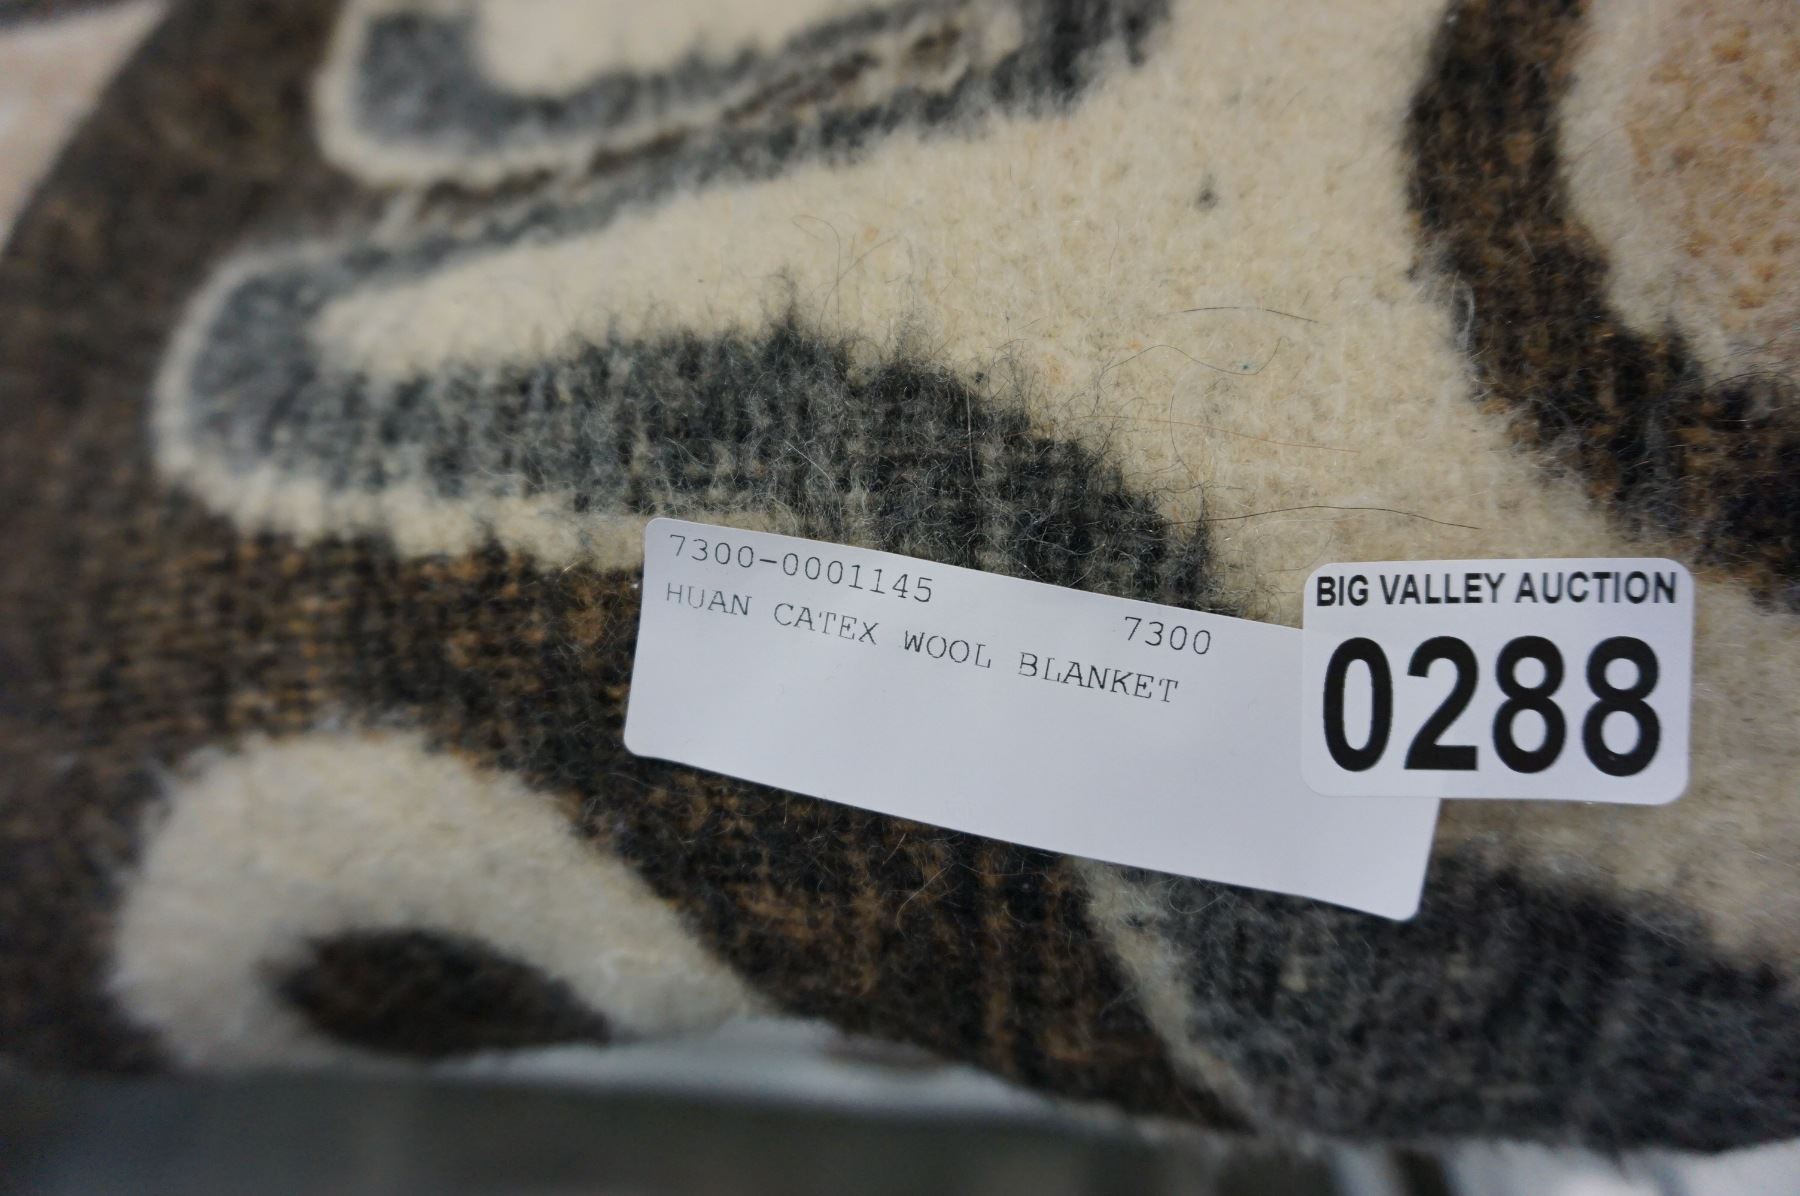 7300-0001145
7300
HUAN CATEX WOOL BLANKET
BIG VALLEY AUCTION
0288